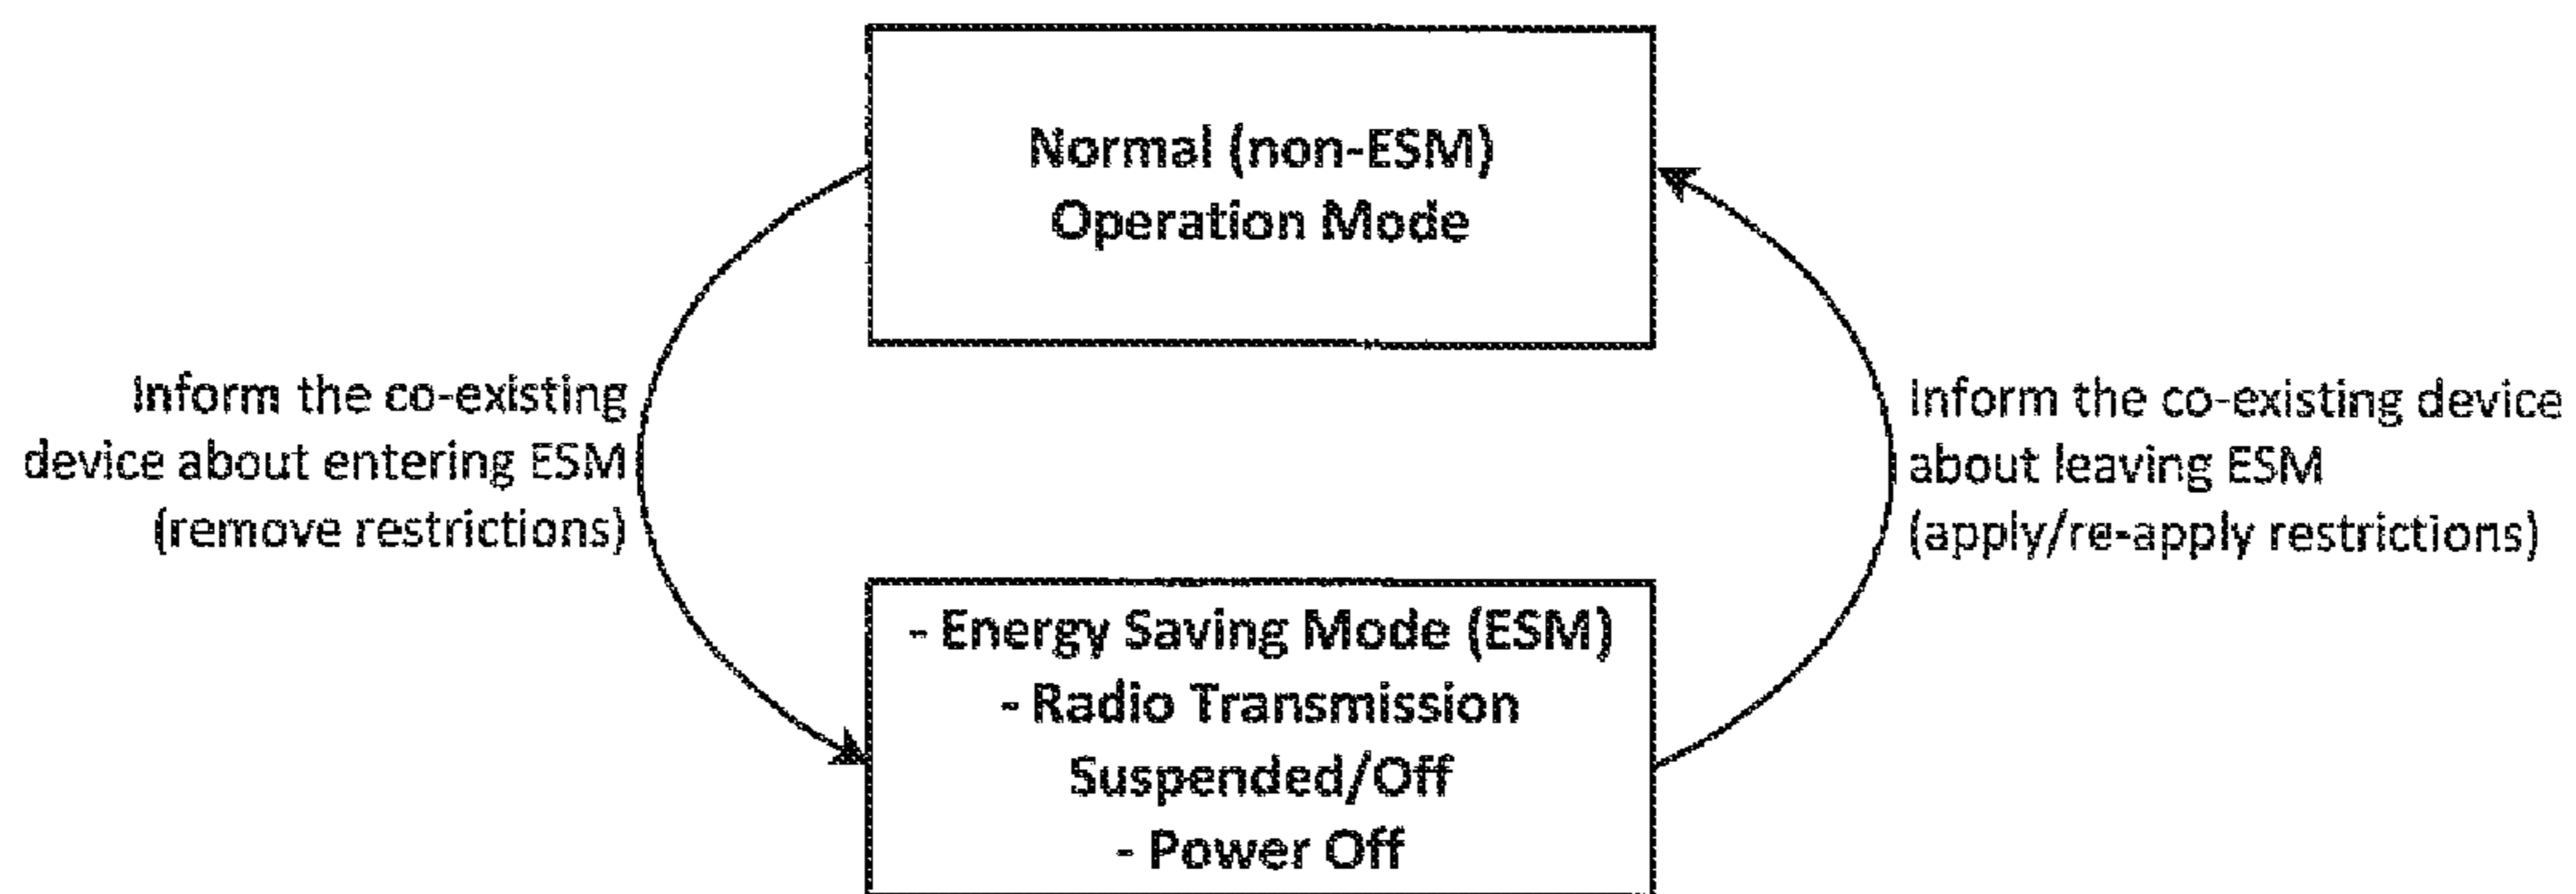 Normal (non-ESM)
Operation Mode
Inform the co-existing
device about entering ESM
(remove restrictions)
Inform the co-existing device
about leaving ESM
(apply/re-apply restrictions)
- Energy Saving Mode (ESM)
- Radio Transmission
Suspended/Off
- Power Off